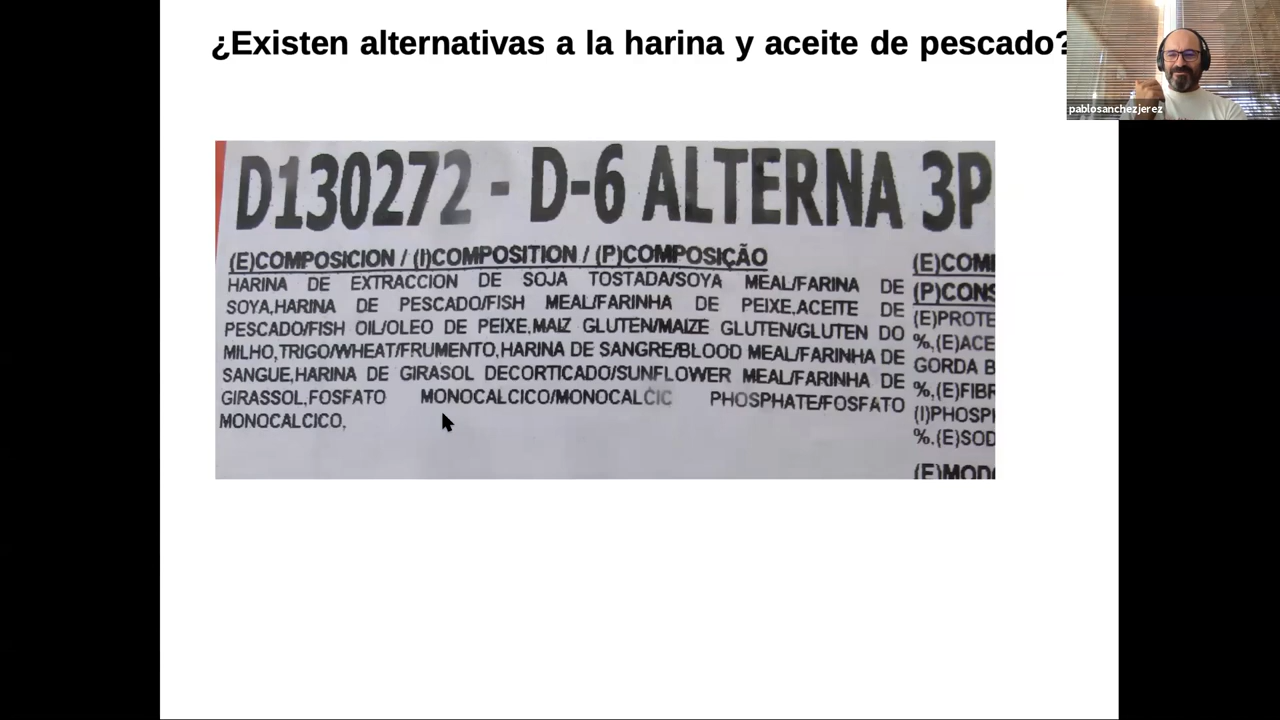 ¿Existen alternativas a la harina y aceite de pescado?
pablosanchezjerez
D130272 - D-6 ALTERNA 3P
(E)COMPOSICION / (I)COMPOSITION / (P)COMPOSIÇÃO
HARINA DE EXTRACCION DE SOJA TOSTADA/SOYA MEAL/FARINA DE
SOYA,HARINA DE PESCADO/FISH MEAL/FARINHA DE PEIXE,ACEITE DE
PESCADO/FISH OIL/OLEO DE PEIXE,MAIZ GLUTEN/MAIZE GLUTEN/GLUTEN DO
MILHO,TRIGO/WHEAT/FRUMENTO,HARINA DE SANGRE/BLOOD MEAL/FARINHA DE
SANGUE,HARINA DE GIRASOL DECORTICADO/SUNFLOWER MEAL/FARINHA DE
GIRASSOL,FOSFATO MONOCALCICO/MONOCALCIC PHOSPHATE/FOSFATO
MONOCALCICO,
(E)COM
(P)CONS
(E)PROTE
%,(E)ACE
GORDA B
%,(E)FIBR
(I)PHOSP
%.(E)SOD
(E)MOD